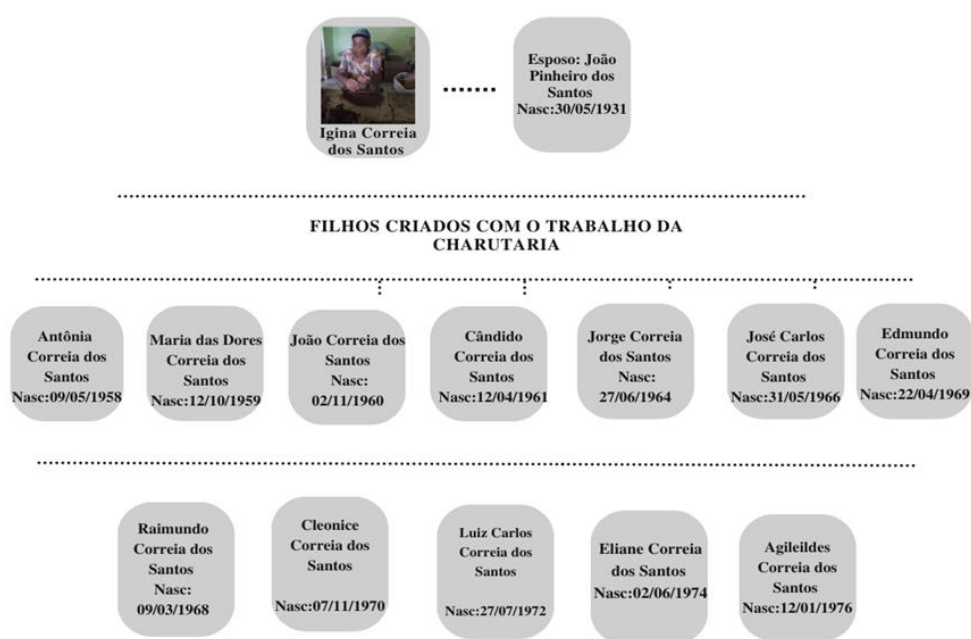 Igina Correia
dos Santos
Esposo: João
Pinheiro dos
Santos
Nasc:30/05/1931
FILHOS CRIADOS COM O TRABALHO DA
CHARUTARIA
Antônia
Correia dos
Santos
Nasc:09/05/1958
Maria das Dores
Correia dos
Santos
Nasc:12/10/1959
João Correia dos
Santos
Nasc:
02/11/1960
Cândido
Correia dos
Santos
Nasc:12/04/1961
Jorge Correia
dos Santos
Nasc:
27/06/1964
José Carlos
Correia dos
Santos
Nasc:31/05/1966
Edmundo
Correia dos
Santos
Nasc:22/04/1969
Raimundo
Correia dos
Santos
Nasc:
09/03/1968
Cleonice
Correia dos
Santos
Nasc:07/11/1970
Luiz Carlos
Correia dos
Santos
Nasc:27/07/1972
Eliane Correia
dos Santos
Nasc:02/06/1974
Agileildes
Correia dos
Santos
Nasc:12/01/1976